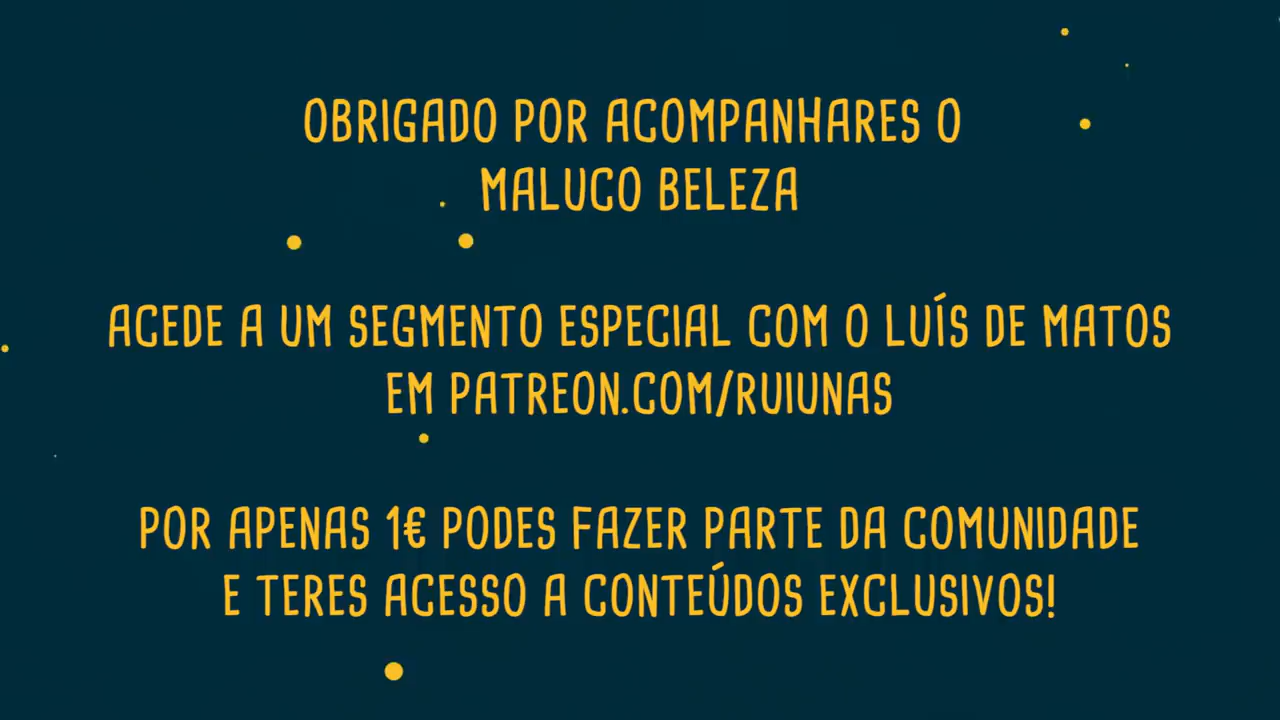 OBRIGADO POR ACOMPANHARES O
MALUCO BELEZA
ACEDE A UM SEGMENTO ESPECIAL COM O LUÍS DE MATOS
EM PATREON.COM/RUIUNAS
POR APENAS 1€ PODES FAZER PARTE DA COMUNIDADE
E TERES ACESSO A CONTEÚDOS EXCLUSIVOS!